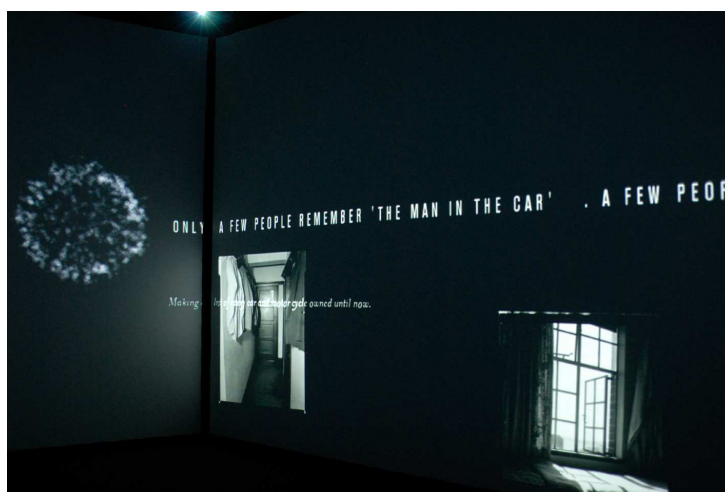 ONLY A FEW PEOPLE REMEMBER 'THE MAN IN THE CAR' . A FEW PEOP
Making car and motor cycle owned until now.